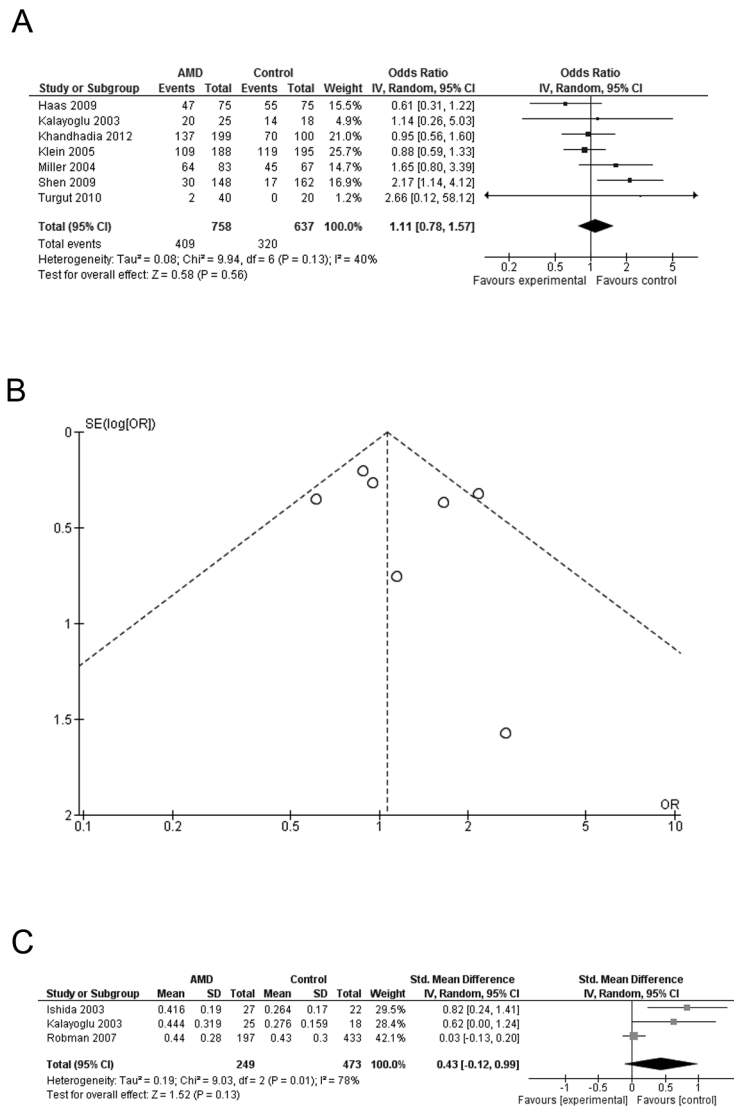 A
AMD Control Odds Ratio Odds Ratio
Study or Subgroup Events Total Events Total Weight IV, Random, 95% CI IV, Random, 95% CI
Haas 2009 47 75 55 75 15.5% 0.61 [0.31, 1.22]
Kalayoglu 2003 20 25 14 18 4.9% 1.14 [0.26, 5.03]
Khandhadia 2012 137 199 70 100 21.0% 0.95 [0.56, 1.60]
Klein 2005 109 188 119 195 25.7% 0.88 [0.59, 1.33]
Miller 2004 64 83 45 67 14.7% 1.65 [0.80, 3.39]
Shen 2009 30 148 17 162 16.9% 2.17 [1.14, 4.12]
Turgut 2010 2 40 0 20 1.2% 2.66 [0.12, 58.12]
Total (95% CI) 758 637 100.0% 1.11 [0.78, 1.57]
Total events 409 320
Heterogeneity: Tau² = 0.08; Chi² = 9.94, df = 6 (P = 0.13); I² = 40%
Test for overall effect: Z = 0.58 (P = 0.56)
0.2 0.5 1 2 5
Favours experimental Favours control
B
SE(log[OR])
0
0.5
1
1.5
2
OR
0.1 0.2 0.5 1 2 5 10
C
AMD Control Std. Mean Difference Std. Mean Difference
Study or Subgroup Mean SD Total Mean SD Total Weight IV, Random, 95% CI IV, Random, 95% CI
Ishida 2003 0.416 0.19 27 0.264 0.17 22 29.5% 0.82 [0.24, 1.41]
Kalayoglu 2003 0.444 0.319 25 0.276 0.159 18 28.4% 0.62 [0.00, 1.24]
Robman 2007 0.44 0.28 197 0.43 0.3 433 42.1% 0.03 [-0.13, 0.20]
Total (95% CI) 249 473 100.0% 0.43 [-0.12, 0.99]
Heterogeneity: Tau² = 0.19; Chi² = 9.03, df = 2 (P = 0.01); I² = 78%
Test for overall effect: Z = 1.52 (P = 0.13)
-1 -0.5 0 0.5 1
Favours [experimental] Favours [control]